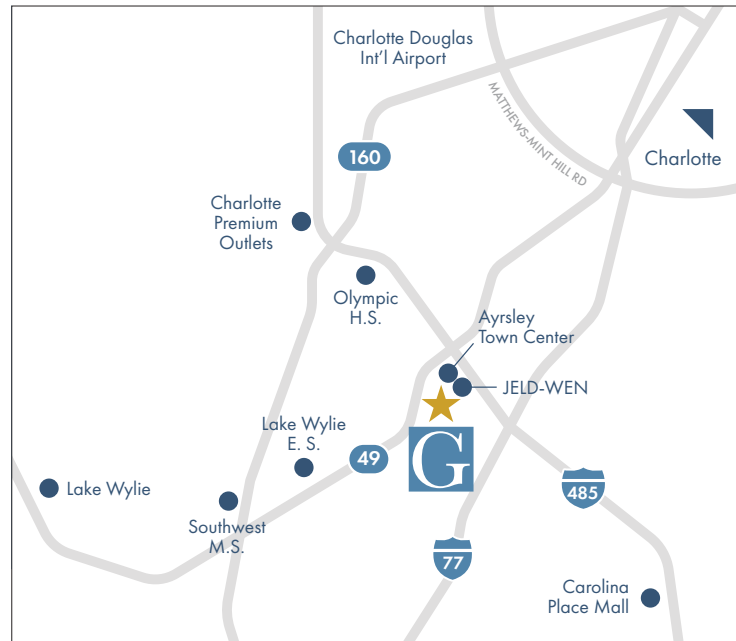 Charlotte Douglas
Int'l Airport
MATTHEWS-MINT HILL RD
160
Charlotte
Charlotte
Premium
Outlets
Olympic
H.S.
Ayrsley
Town Center
JELD-WEN
Lake Wylie
E. S.
49
G
Lake Wylie
485
Southwest
M.S.
77
Carolina
Place Mall